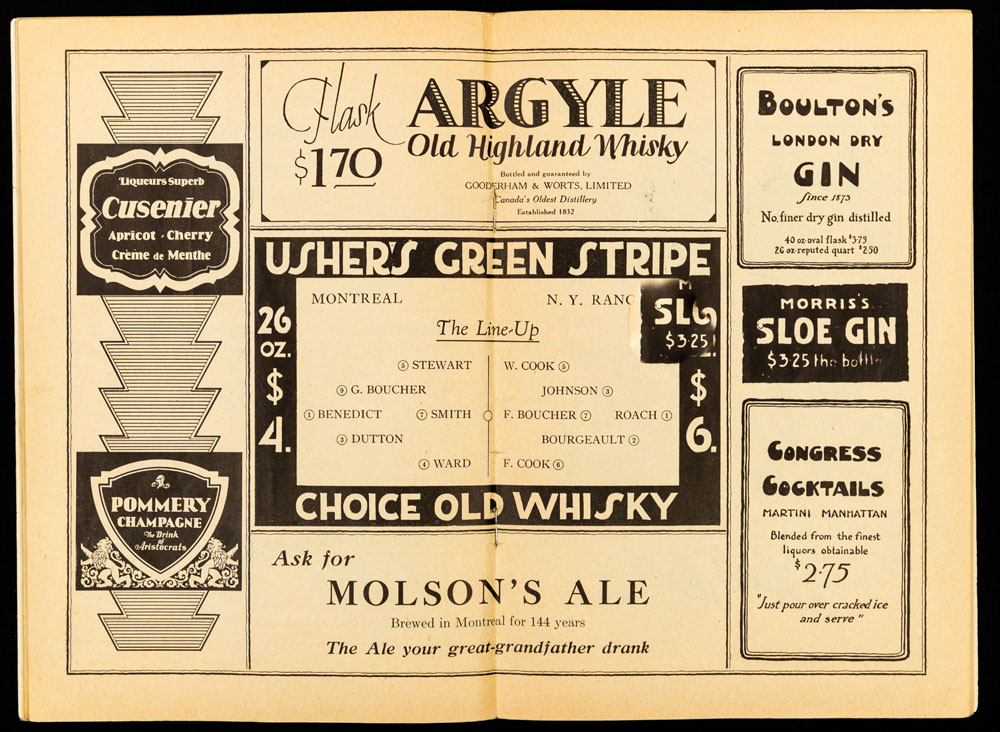 Liqueurs Superb
Cusenier
Apricot - Cherry
Crème de Menthe
POMMERY
CHAMPAGNE
The Drink
of
Aristocrats
Flask
$1 70
ARGYLE
Old Highland Whisky
Bottled and guaranteed by
GOODERHAM & WORTS, LIMITED
Canada's Oldest Distillery
Established 1832
USHER'S GREEN STRIPE
26
OZ.
$
4.
MONTREAL
N. Y. RANG
The Line-Up
⑤ STEWART
W. COOK ⑤
⑨ G. BOUCHER
JOHNSON ③
① BENEDICT
⑦ SMITH
F. BOUCHER ⑦
ROACH ①
③ DUTTON
BOURGEAULT ②
④ WARD
F. COOK ⑥
M
SLO
$3.25
$
6.
CHOICE OLD WHISKY
Ask for
MOLSON'S ALE
Brewed in Montreal for 144 years
The Ale your great-grandfather drank
BOULTON'S
LONDON DRY
GIN
Since 1873
No finer dry gin distilled
40 oz oval flask $3.75
26 oz reputed quart $2.50
MORRIS'S
SLOE GIN
$3.25 the bottle
CONGRESS
COCKTAILS
MARTINI MANHATTAN
Blended from the finest
liquors obtainable
$2.75
"Just pour over cracked ice
and serve"